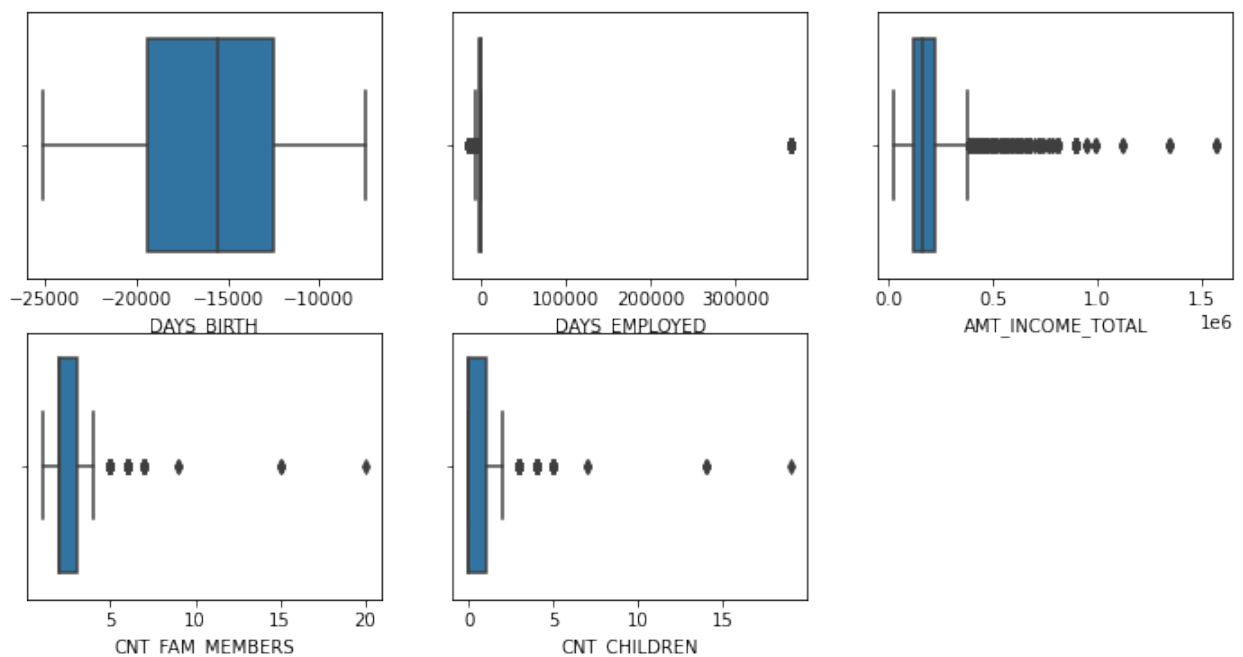 −25000 −20000 −15000 −10000
DAYS_BIRTH
0 100000 200000 300000
DAYS_EMPLOYED
0.0 0.5 1.0 1.5
1e6
AMT_INCOME_TOTAL
5 10 15 20
CNT_FAM_MEMBERS
0 5 10 15
CNT_CHILDREN